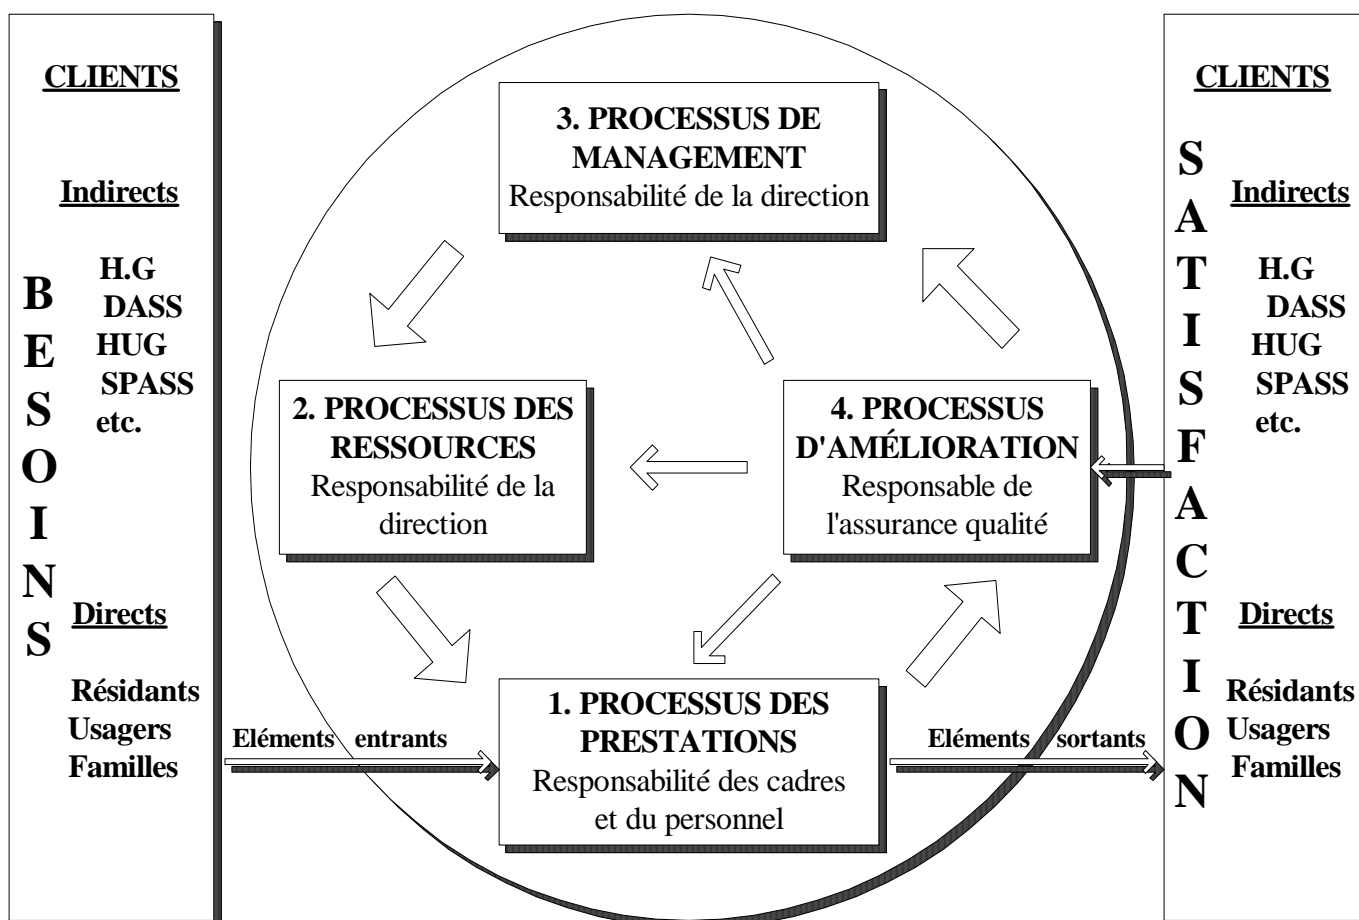 CLIENTS
Indirects
H.G
DASS
HUG
SPASS
etc.
BESOINS
Directs
Résidants
Usagers
Familles
3. PROCESSUS DE
MANAGEMENT
Responsabilité de la direction
2. PROCESSUS DES
RESSOURCES
Responsabilité de la
direction
4. PROCESSUS
D'AMÉLIORATION
Responsable de
l'assurance qualité
1. PROCESSUS DES
PRESTATIONS
Responsabilité des cadres
et du personnel
Eléments entrants
Eléments sortants
CLIENTS
SATISFACTION
Indirects
H.G
DASS
HUG
SPASS
etc.
Directs
Résidants
Usagers
Familles